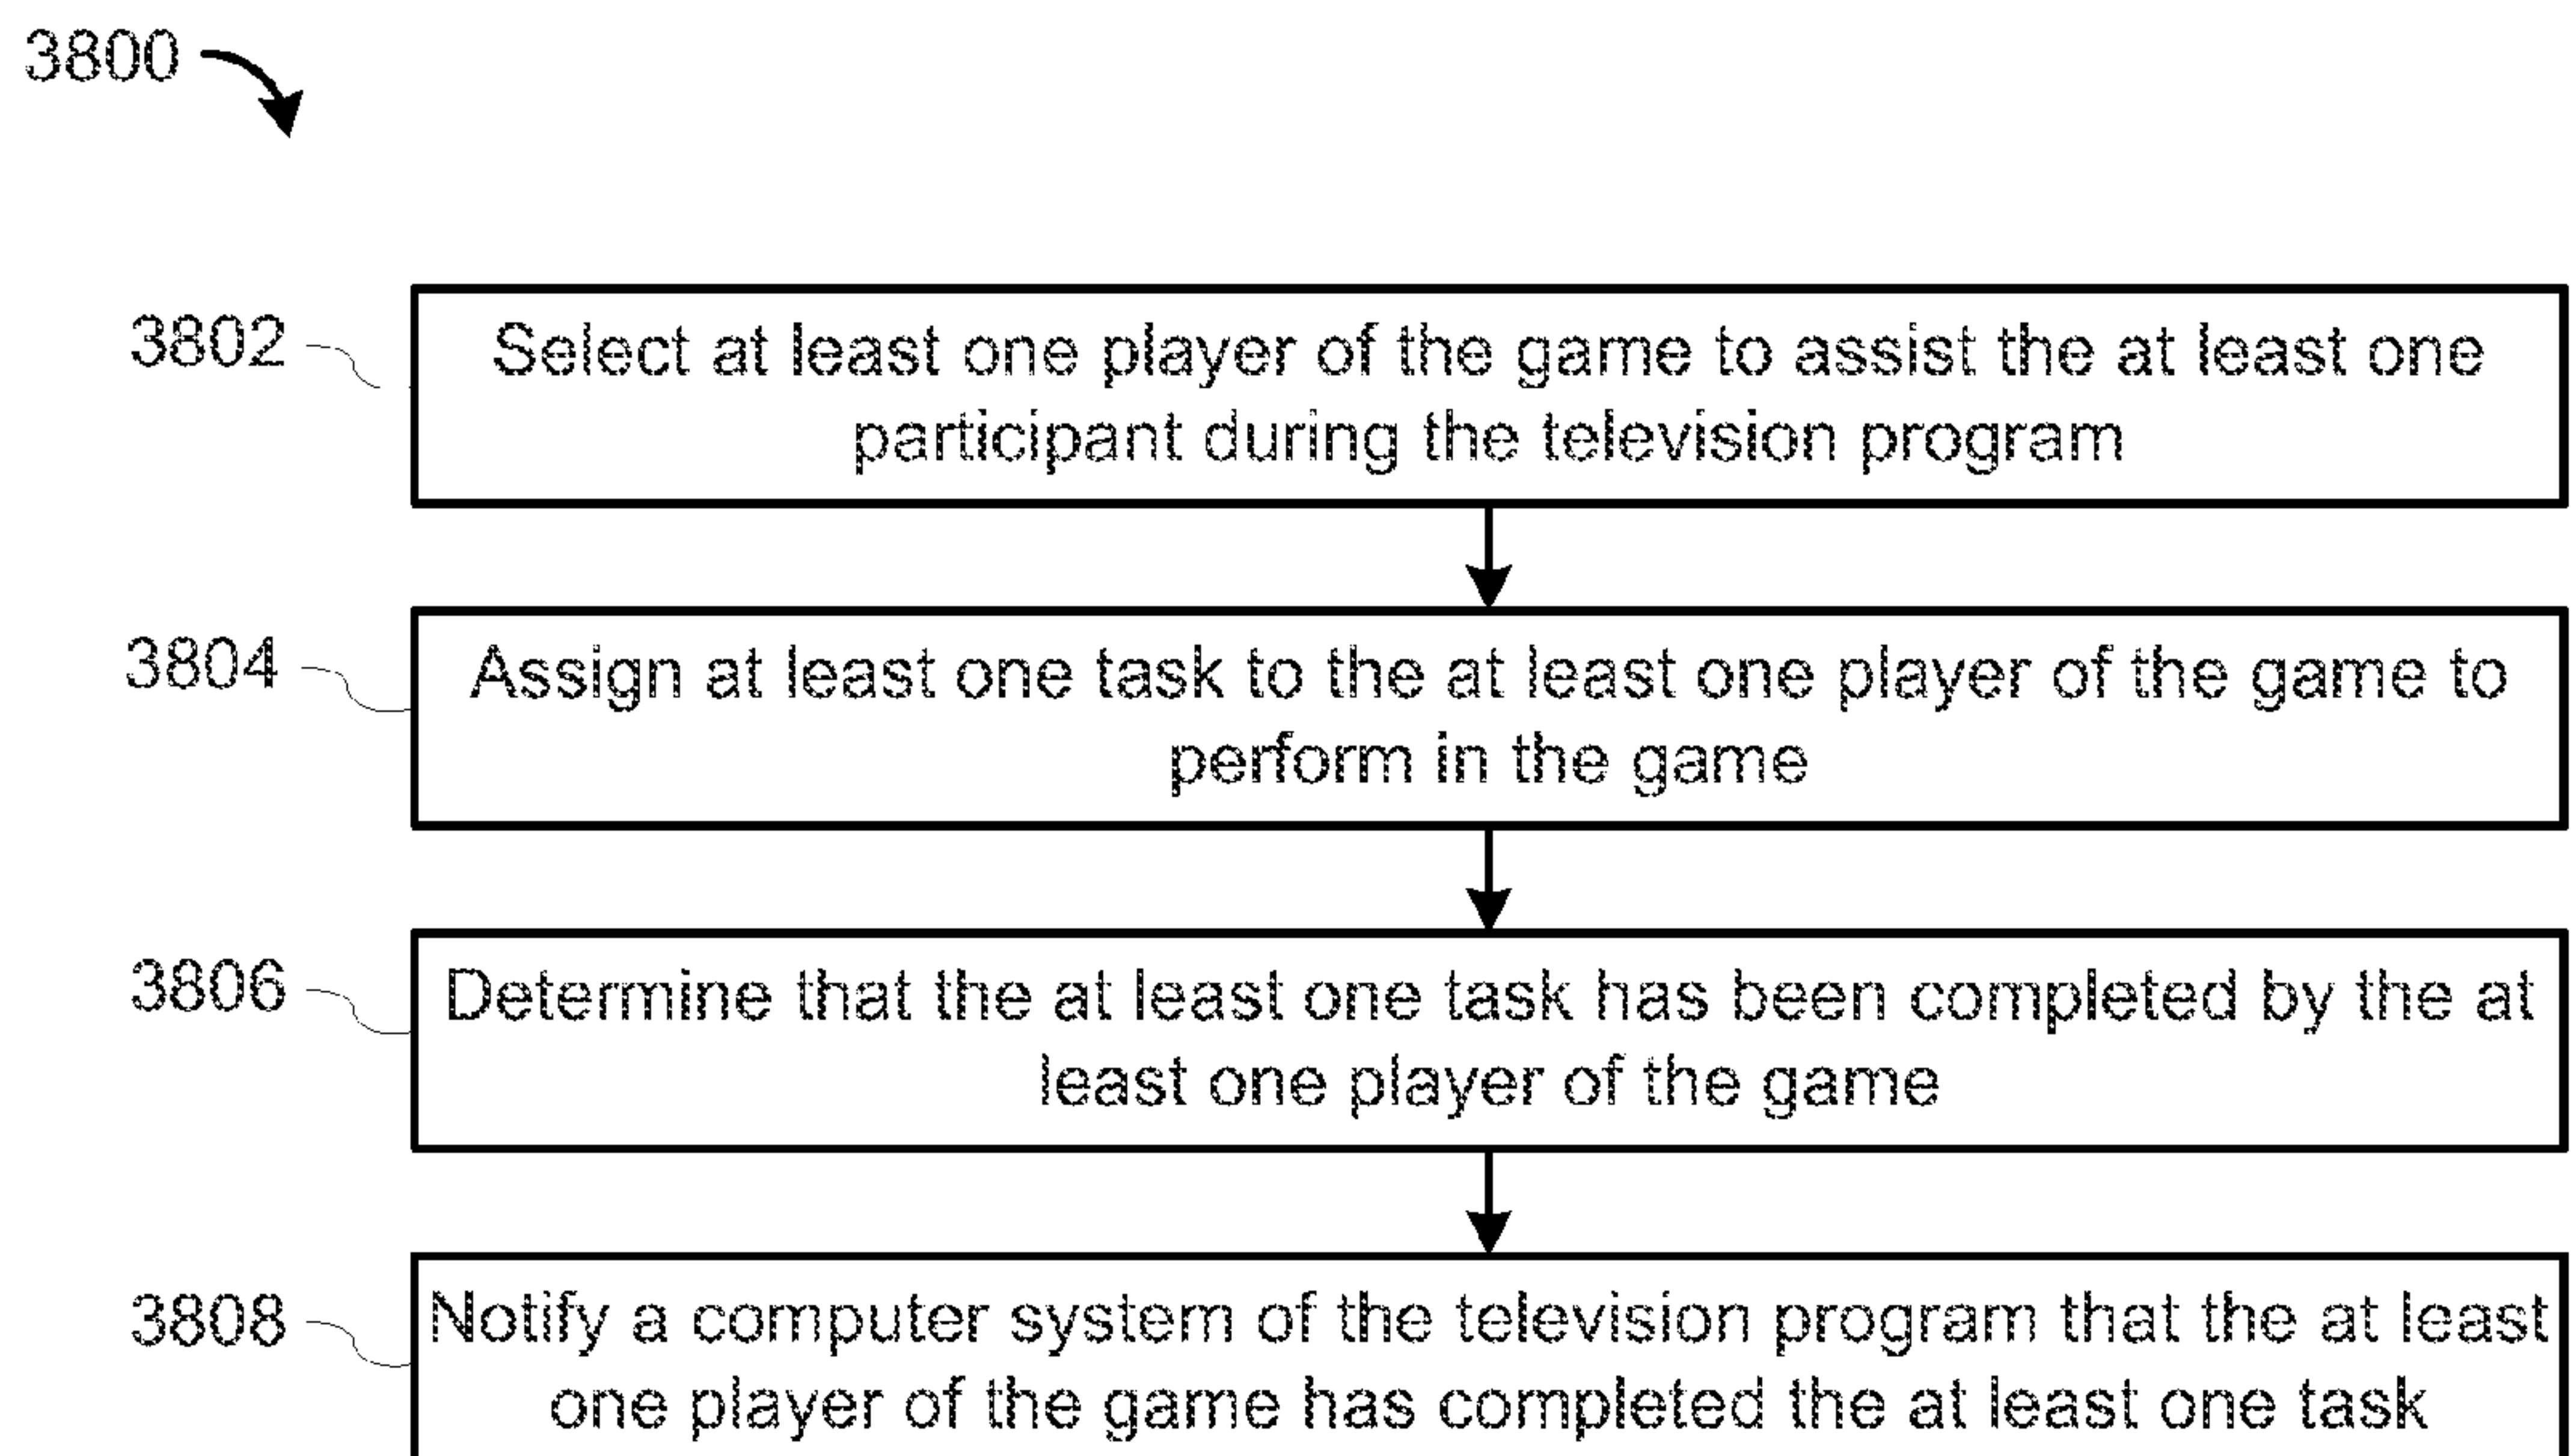 3800
3802
Select at least one player of the game to assist the at least one
participant during the television program
3804
Assign at least one task to the at least one player of the game to
perform in the game
3806
Determine that the at least one task has been completed by the at
least one player of the game
3808
Notify a computer system of the television program that the at least
one player of the game has completed the at least one task